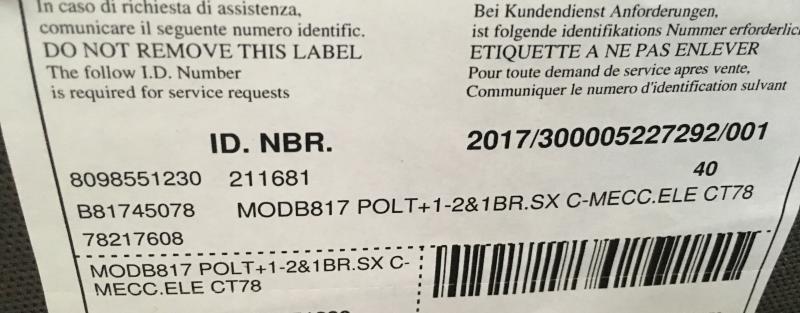 In caso di richiesta di assistenza,
comunicare il seguente numero identific.
DO NOT REMOVE THIS LABEL
The follow I.D. Number
is required for service requests
Bei Kundendienst Anforderungen,
ist folgende identifikations Nummer erforderlic
ETIQUETTE A NE PAS ENLEVER
Pour toute demand de service apres vente,
Communiquer le numero d'identification sulvant
ID. NBR. 2017/300005227292/001
8098551230 211681 40
B81745078 MODB817 POLT+1-2&1BR.SX C-MECC.ELE CT78
78217608
MODB817 POLT+1-2&1BR.SX C-
MECC.ELE CT78